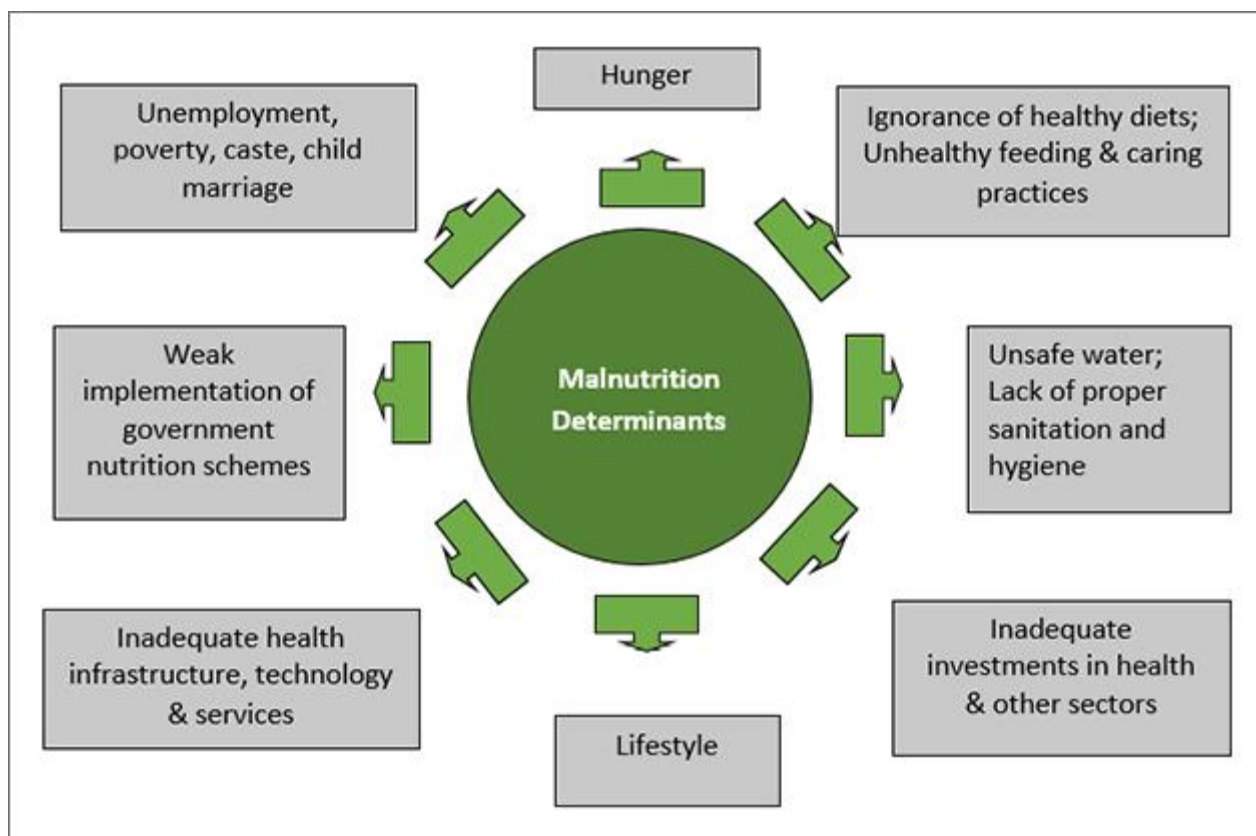 Hunger
Unemployment,
poverty, caste, child
marriage
Ignorance of healthy diets;
Unhealthy feeding & caring
practices
Weak
implementation of
government
nutrition schemes
Malnutrition
Determinants
Unsafe water;
Lack of proper
sanitation and
hygiene
Inadequate health
infrastructure, technology
& services
Lifestyle
Inadequate
investments in health
& other sectors